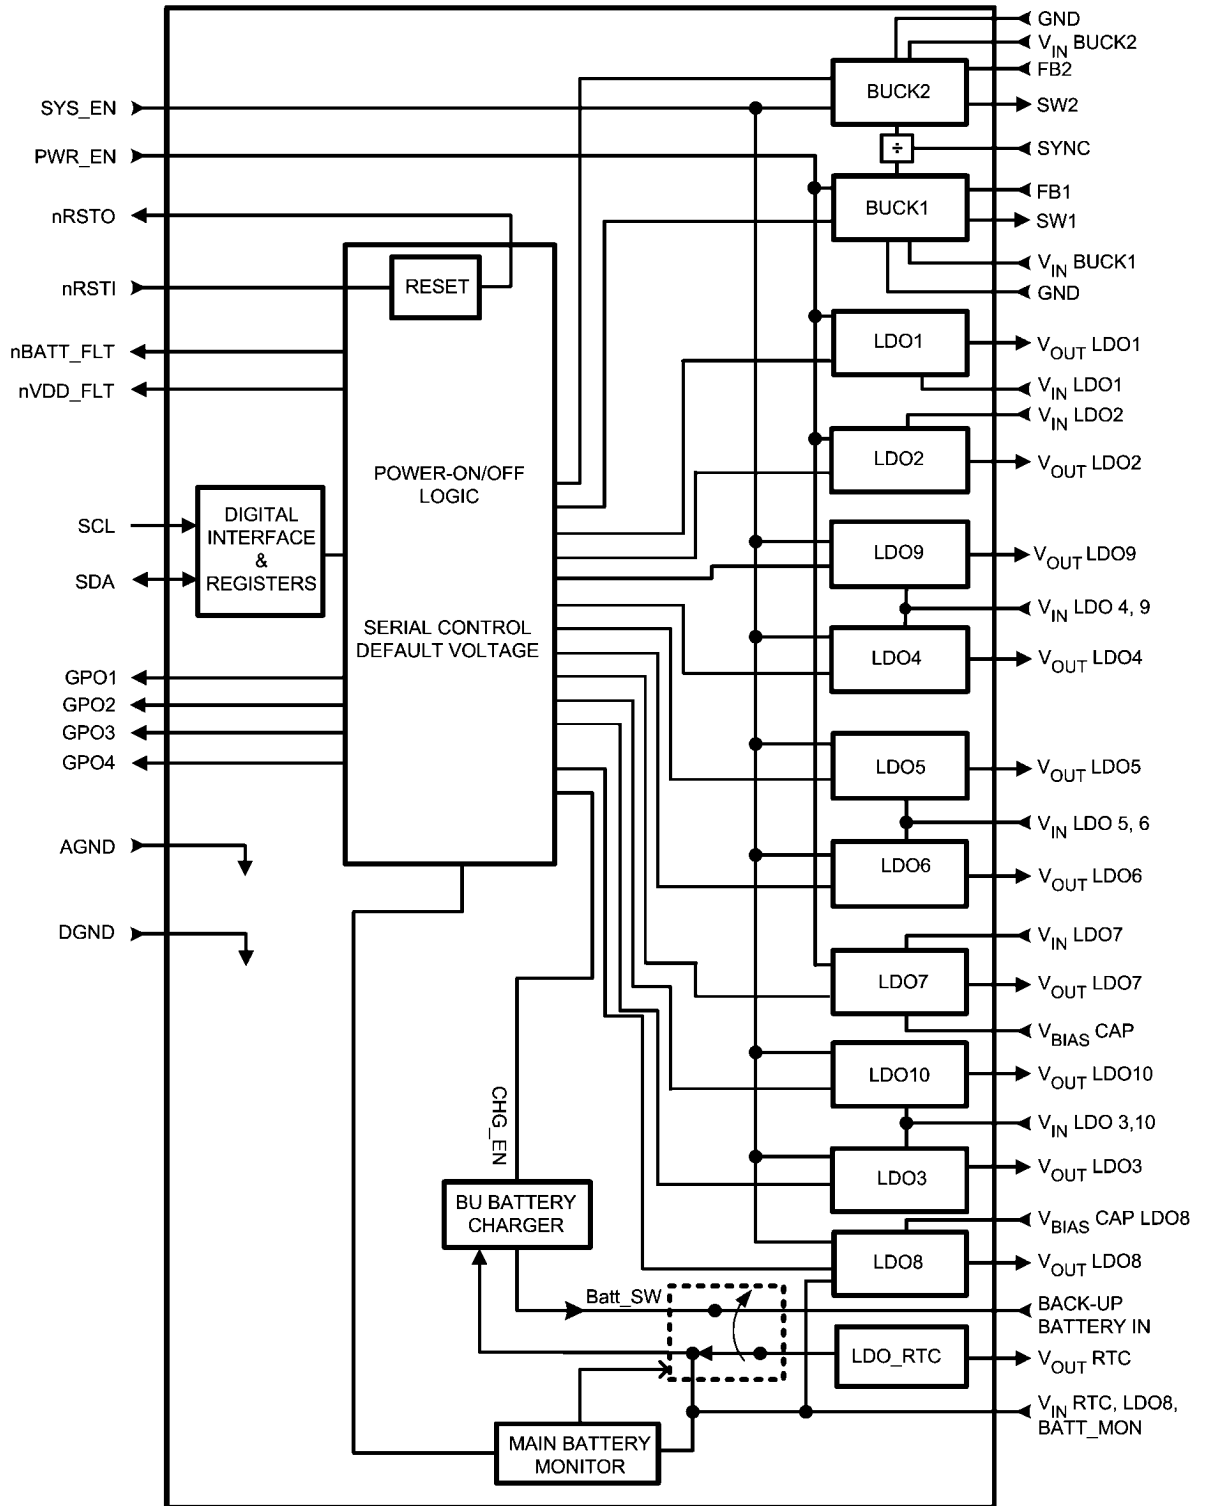 GND
VIN BUCK2
FB2
BUCK2
SW2
SYS_EN
÷
SYNC
PWR_EN
FB1
BUCK1
SW1
nRSTO
VIN BUCK1
GND
nRSTI
RESET
LDO1
VOUT LDO1
nBATT_FLT
VIN LDO1
nVDD_FLT
VIN LDO2
LDO2
VOUT LDO2
POWER-ON/OFF
LOGIC
SCL
DIGITAL
INTERFACE
&
REGISTERS
SDA
LDO9
VOUT LDO9
VIN LDO 4, 9
SERIAL CONTROL
DEFAULT VOLTAGE
LDO4
VOUT LDO4
GPO1
GPO2
GPO3
GPO4
LDO5
VOUT LDO5
VIN LDO 5, 6
AGND
LDO6
VOUT LDO6
DGND
VIN LDO7
LDO7
VOUT LDO7
VBIAS CAP
LDO10
VOUT LDO10
CHG_EN
VIN LDO 3,10
LDO3
VOUT LDO3
BU BATTERY
CHARGER
VBIAS CAP LDO8
LDO8
VOUT LDO8
Batt_SW
BACK-UP
BATTERY IN
LDO_RTC
VOUT RTC
VIN RTC, LDO8,
BATT_MON
MAIN BATTERY
MONITOR